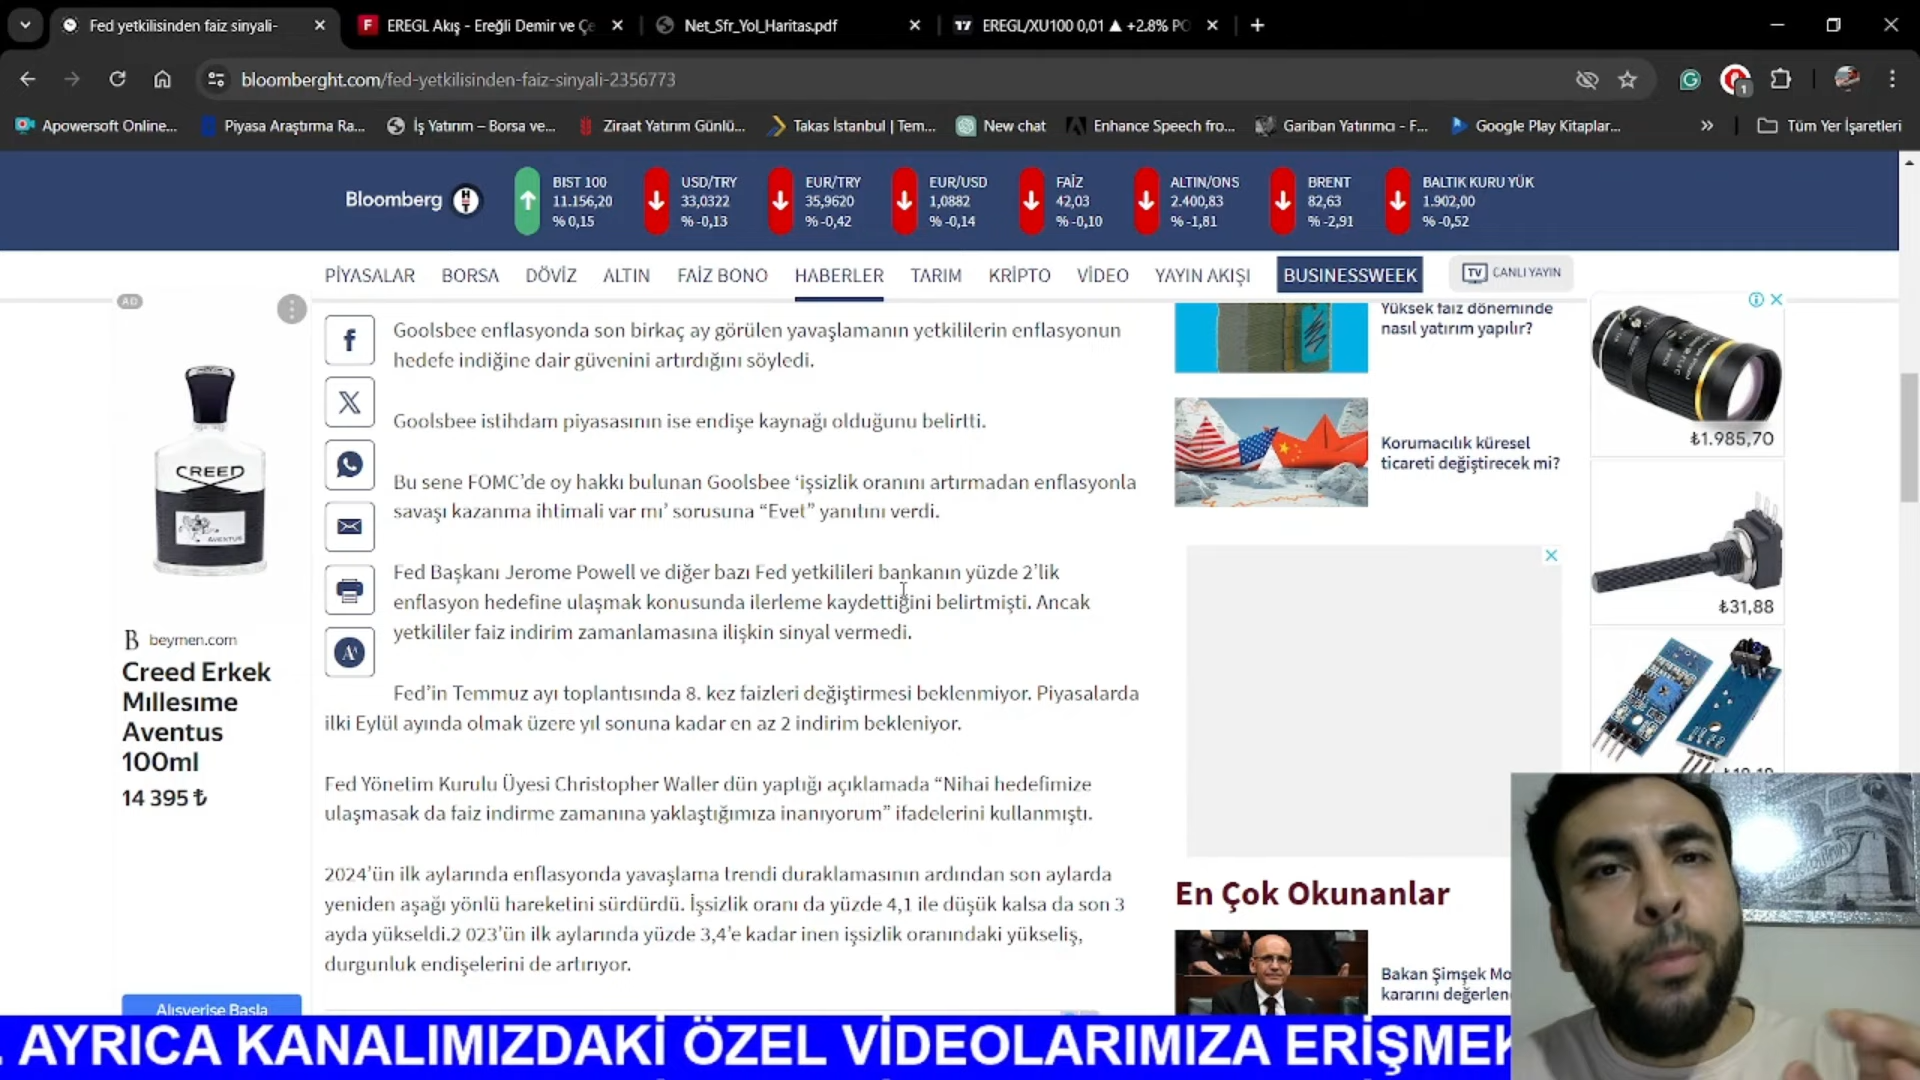 Fed yetkilisinden faiz sinyali-
EREGL Akış - Ereğli Demir ve Çe
Net_Sfr_Yol_Haritas.pdf
EREGL/XU100 0,01 ▲ +2.8% PO
bloomberght.com/fed-yetkilisinden-faiz-sinyali-2356773
1
Apowersoft Online...
Piyasa Araştırma Ra...
İş Yatırım – Borsa ve...
Ziraat Yatırım Günlü...
Takas İstanbul | Tem...
New chat
Enhance Speech fro...
Gariban Yatırımcı - F...
Google Play Kitaplar...
»
Tüm Yer İşaretleri
Bloomberg HT
BIST 100
11.156,20
% 0,15
USD/TRY
33,0322
% -0,13
EUR/TRY
35,9620
% -0,42
EUR/USD
1,0882
% -0,14
FAİZ
42,03
% -0,10
ALTIN/ONS
2.400,83
% -1,81
BRENT
82,63
% -2,91
BALTIK KURU YÜK
1.902,00
% -0,52
PİYASALAR
BORSA
DÖVİZ
ALTIN
FAİZ BONO
HABERLER
TARIM
KRİPTO
VİDEO
YAYIN AKIŞI
BUSINESSWEEK
TV CANLI YAYIN
AD
CREED
AVENTUS
B beymen.com
Creed Erkek
Mıllesıme
Aventus
100ml
14 395 ₺
Alışverişe Başla
Goolsbee enflasyonda son birkaç ay görülen yavaşlamanın yetkililerin enflasyonun
hedefe indiğine dair güvenini artırdığını söyledi.
Goolsbee istihdam piyasasının ise endişe kaynağı olduğunu belirtti.
Bu sene FOMC’de oy hakkı bulunan Goolsbee ‘işsizlik oranını artırmadan enflasyonla
savaşı kazanma ihtimali var mı’ sorusuna “Evet” yanıtını verdi.
Fed Başkanı Jerome Powell ve diğer bazı Fed yetkilileri bankanın yüzde 2’lik
enflasyon hedefine ulaşmak konusunda ilerleme kaydettiğini belirtmişti. Ancak
yetkililer faiz indirim zamanlamasına ilişkin sinyal vermedi.
Fed’in Temmuz ayı toplantısında 8. kez faizleri değiştirmesi beklenmiyor. Piyasalarda
ilki Eylül ayında olmak üzere yıl sonuna kadar en az 2 indirim bekleniyor.
Fed Yönetim Kurulu Üyesi Christopher Waller dün yaptığı açıklamada “Nihai hedefimize
ulaşmasak da faiz indirme zamanına yaklaştığımıza inanıyorum” ifadelerini kullanmıştı.
2024’ün ilk aylarında enflasyonda yavaşlama trendi duraklamasının ardından son aylarda
yeniden aşağı yönlü hareketini sürdürdü. İşsizlik oranı da yüzde 4,1 ile düşük kalsa da son 3
ayda yükseldi.2 023’ün ilk aylarında yüzde 3,4’e kadar inen işsizlik oranındaki yükseliş,
durgunluk endişelerini de artırıyor.
Yüksek faiz döneminde
nasıl yatırım yapılır?
Korumacılık küresel
ticareti değiştirecek mi?
En Çok Okunanlar
Bakan Şimşek Mo
kararını değerlen
₺1.985,70
₺31,88
AYRICA KANALIMIZDAKİ ÖZEL VİDEOLARIMIZA ERİŞMEK